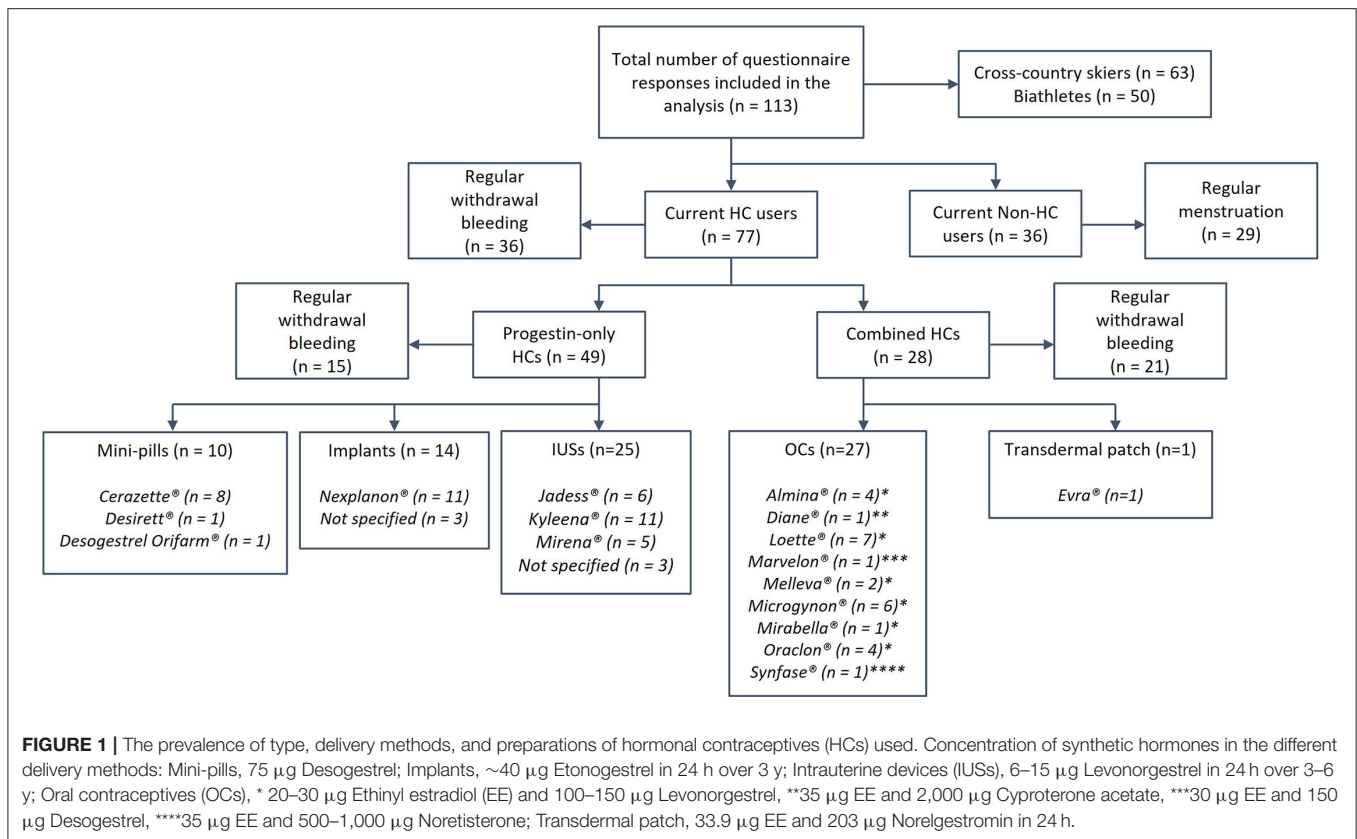 Total number of questionnaire
responses included in the
analysis
(n = 113)
Cross-country skiers (n = 63)
Biathletes (n = 50)
Regular
withdrawal
bleeding
(n = 36)
Current HC users
(n = 77)
Current Non-HC
users (n = 36)
Regular
menstruation
(n = 29)
Regular
withdrawal
bleeding
(n = 15)
Progestin-only
HCs (n = 49)
Combined HCs
(n = 28)
Regular
withdrawal
bleeding
(n = 21)
Mini-pills (n = 10)
Cerazette® (n = 8)
Desirett® (n = 1)
Desogestrel Orifarm® (n = 1)
Implants (n = 14)
Nexplanon® (n = 11)
Not specified (n = 3)
IUSs (n=25)
Jadess® (n = 6)
Kyleena® (n = 11)
Mirena® (n = 5)
Not specified (n = 3)
OCs (n=27)
Almina® (n = 4)*
Diane® (n = 1)**
Loette® (n = 7)*
Marvelon® (n = 1)***
Melleva® (n = 2)*
Microgynon® (n = 6)*
Mirabella® (n = 1)*
Oraclon® (n = 4)*
Synfase® (n = 1)****
Transdermal patch (n=1)
Evra® (n=1)
FIGURE 1 | The prevalence of type, delivery methods, and preparations of hormonal contraceptives (HCs) used. Concentration of synthetic hormones in the different
delivery methods: Mini-pills, 75 μg Desogestrel; Implants, ~40 μg Etonogestrel in 24 h over 3 y; Intrauterine devices (IUSs), 6–15 μg Levonorgestrel in 24 h over 3–6
y; Oral contraceptives (OCs), * 20–30 μg Ethinyl estradiol (EE) and 100–150 μg Levonorgestrel, **35 μg EE and 2,000 μg Cyproterone acetate, ***30 μg EE and 150
μg Desogestrel, ****35 μg EE and 500–1,000 μg Noretisterone; Transdermal patch, 33.9 μg EE and 203 μg Norelgestromin in 24 h.